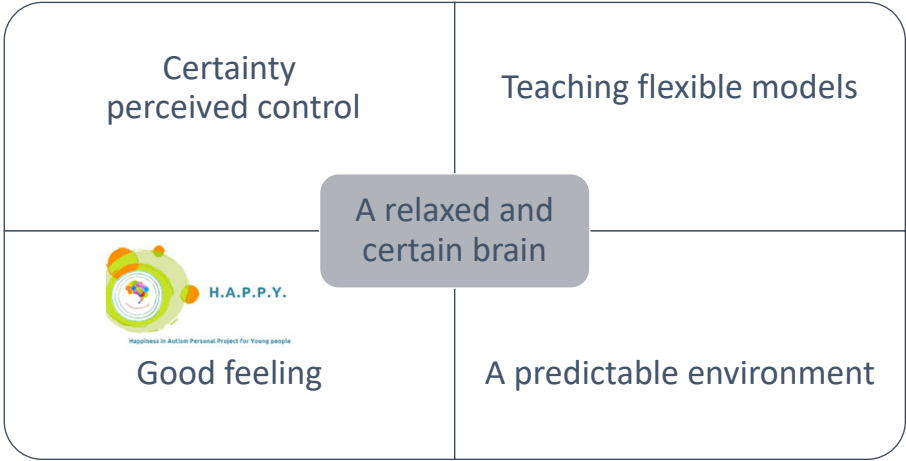 Certainty
perceived control
Teaching flexible models
A relaxed and
certain brain
H.A.P.P.Y.
Happiness in Autism Personal Project for Young people
Good feeling
A predictable environment